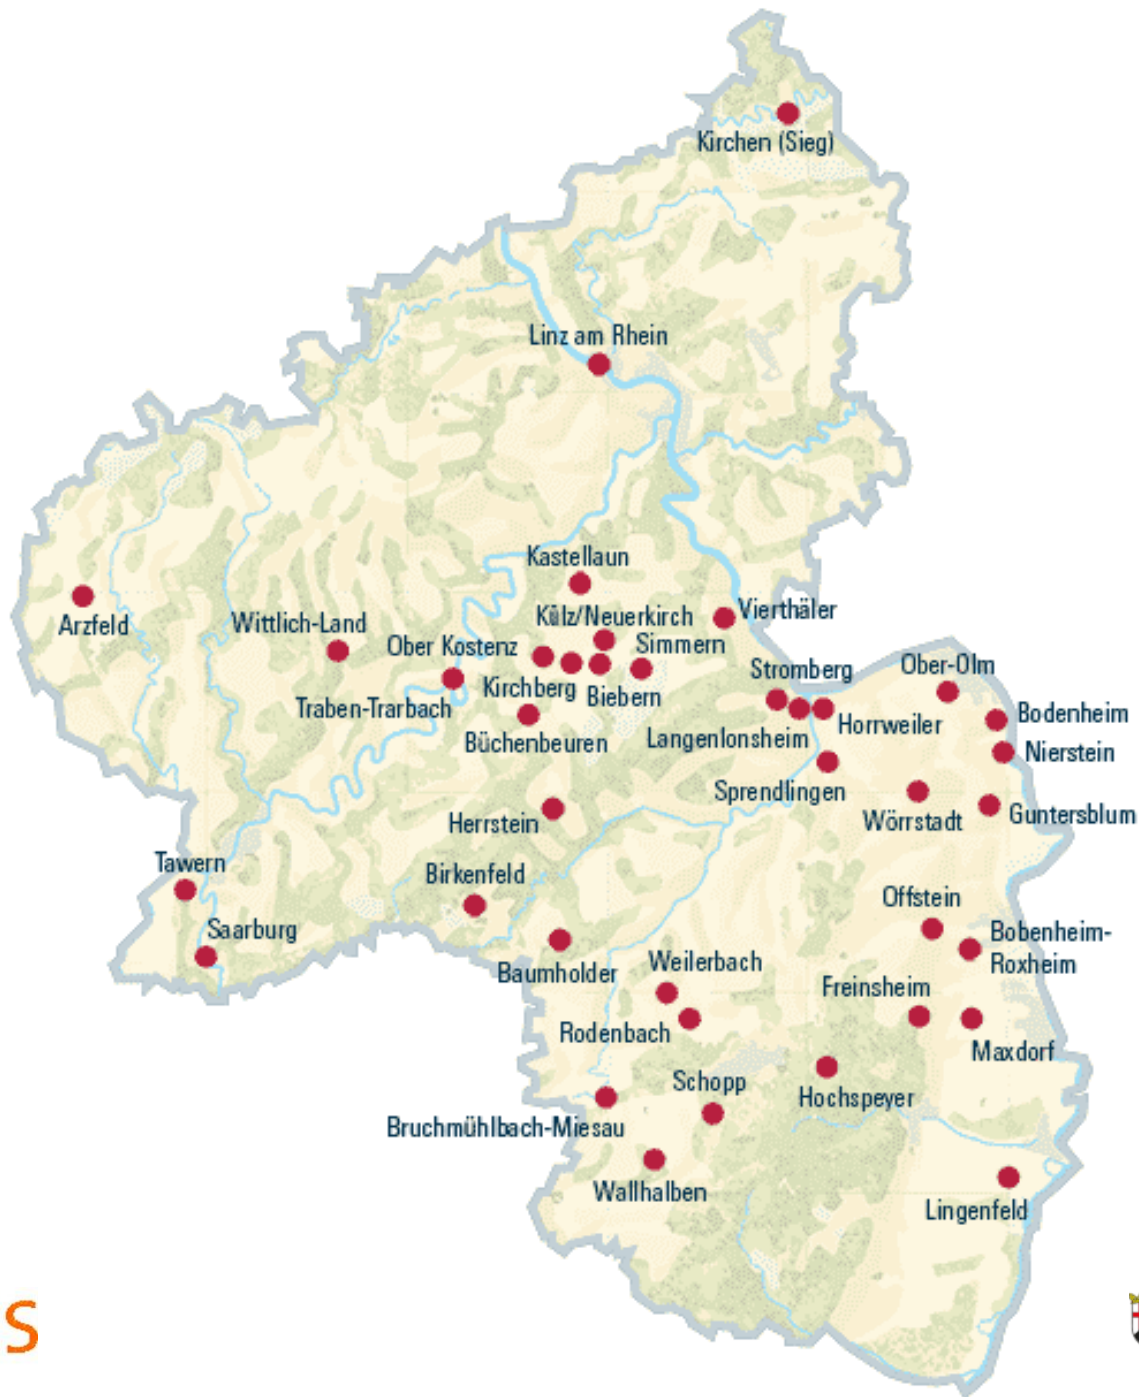 Kirchen (Sieg)
Linz am Rhein
Kastellaun
Arzfeld
Wittlich-Land
Külz/Neuerkirch
Vierthäler
Ober Kostenz
Simmern
Stromberg
Ober-Olm
Kirchberg
Biebern
Traben-Trarbach
Bodenheim
Horrweiler
Büchenbeuren
Langenlonsheim
Nierstein
Sprendlingen
Herrstein
Wörrstadt
Guntersblum
Tawern
Birkenfeld
Offstein
Saarburg
Bobenheim-
Roxheim
Baumholder
Weilerbach
Freinsheim
Rodenbach
Maxdorf
Schopp
Hochspeyer
Bruchmühlbach-Miesau
Wallhalben
Lingenfeld
S